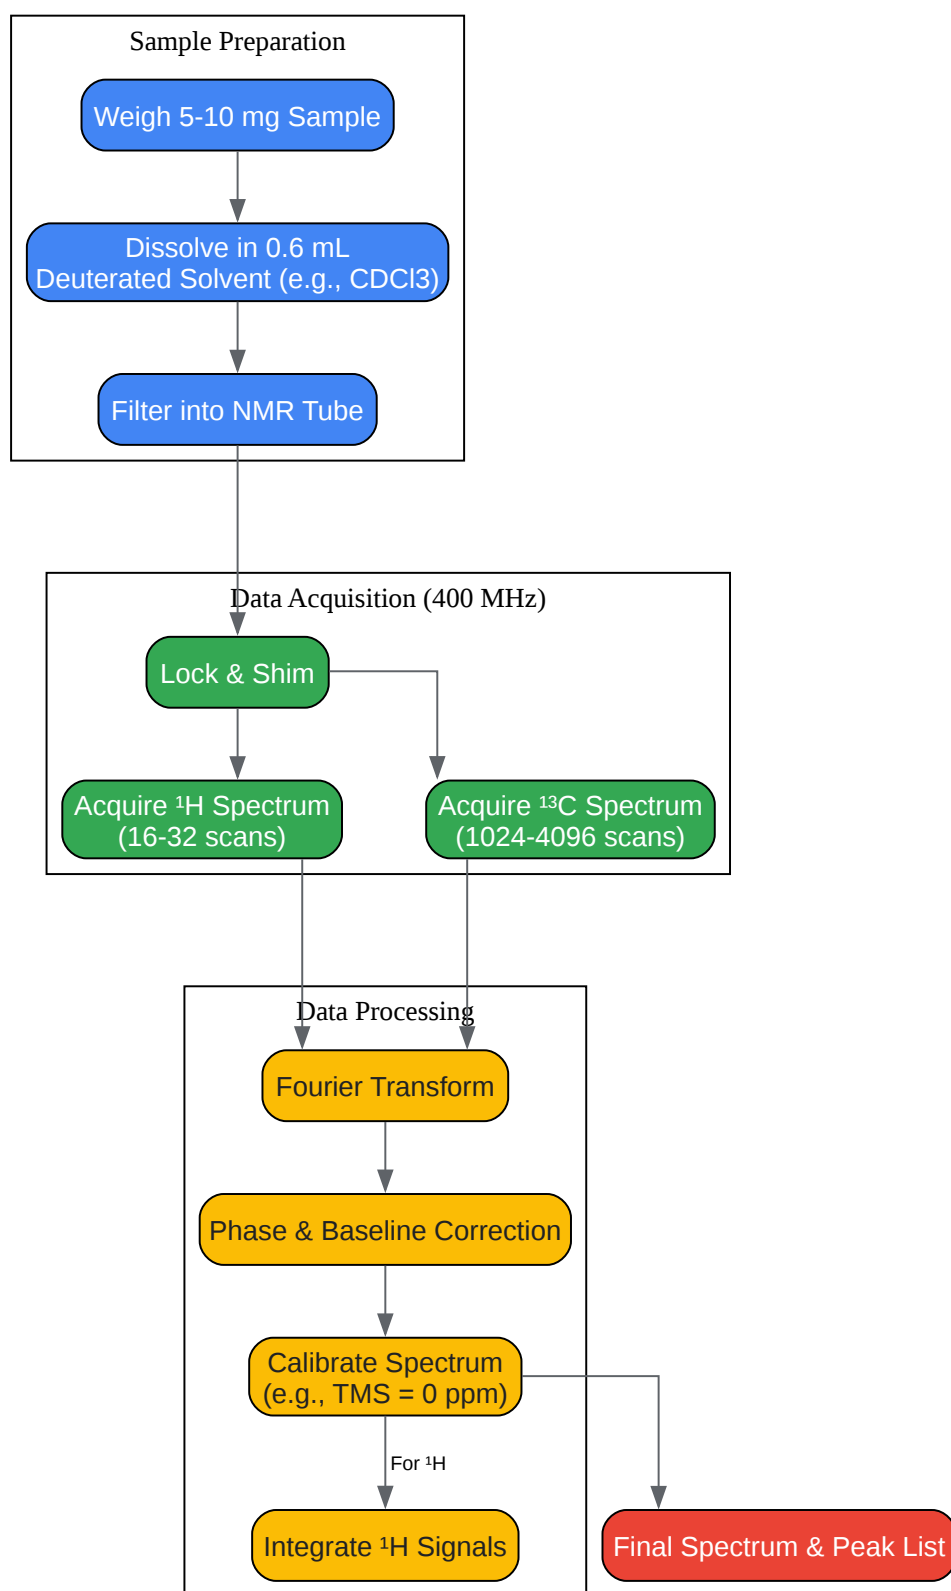 Sample Preparation
Weigh 5-10 mg Sample
Dissolve in 0.6 mL
Deuterated Solvent (e.g., CDCl3)
Filter into NMR Tube
Data Acquisition (400 MHz)
Lock & Shim
Acquire ¹H Spectrum
(16-32 scans)
Acquire ¹³C Spectrum
(1024-4096 scans)
Data Processing
Fourier Transform
Phase & Baseline Correction
Calibrate Spectrum
(e.g., TMS = 0 ppm)
For ¹H
Integrate ¹H Signals
Final Spectrum & Peak List